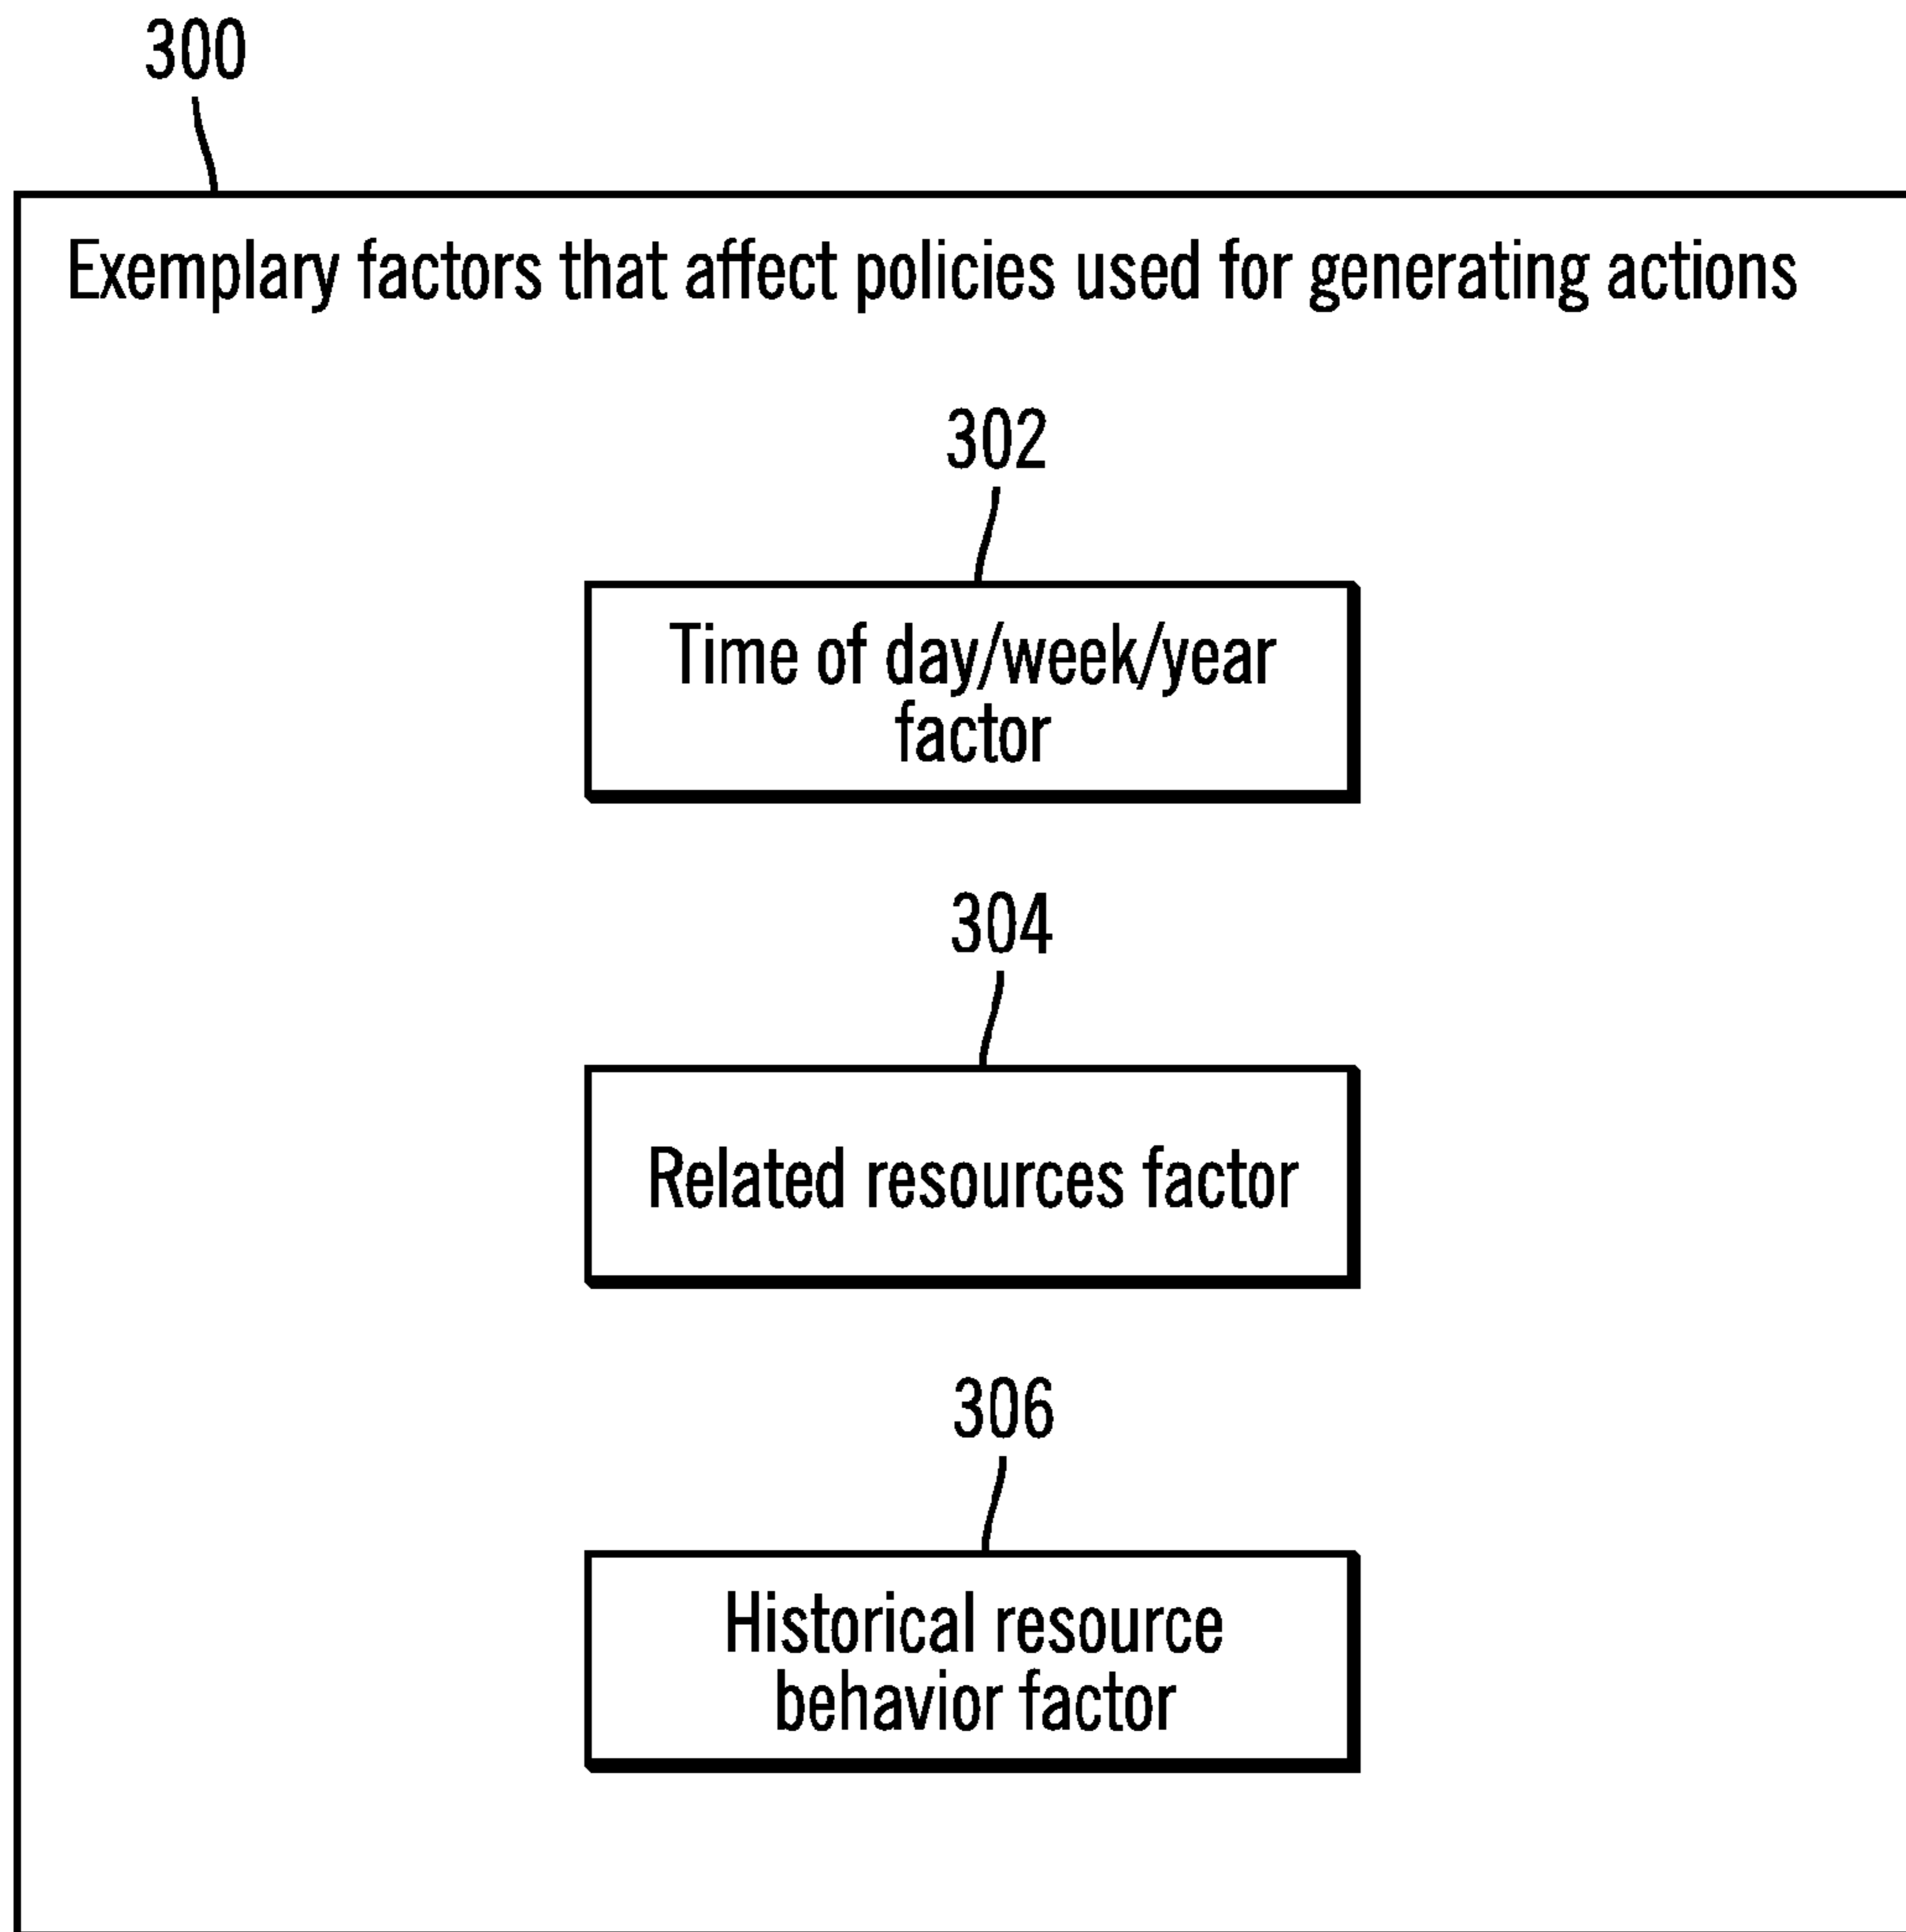 300
Exemplary factors that affect policies used for generating actions
302
Time of day/week/year
factor
304
Related resources factor
306
Historical resource
behavior factor